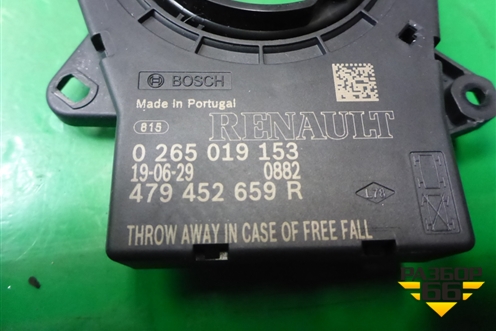 BOSCH
Made in Portugal
815
RENAULT
0 265 019 153
19-06-29 0882
479 452 659 R
THROW AWAY IN CASE OF FREE FALL
РАЗБОР
66